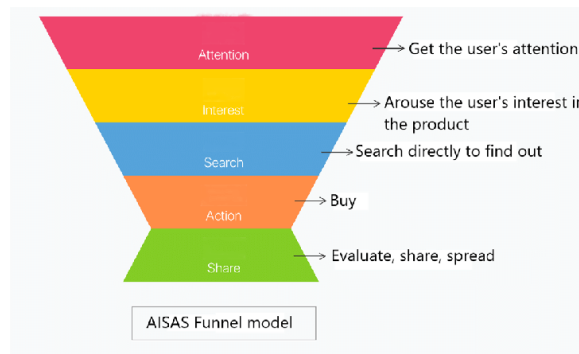 Attention
Get the user's attention
Interest
Arouse the user's interest in
the product
Search
Search directly to find out
Action
Buy
Share
Evaluate, share, spread
AISAS Funnel model